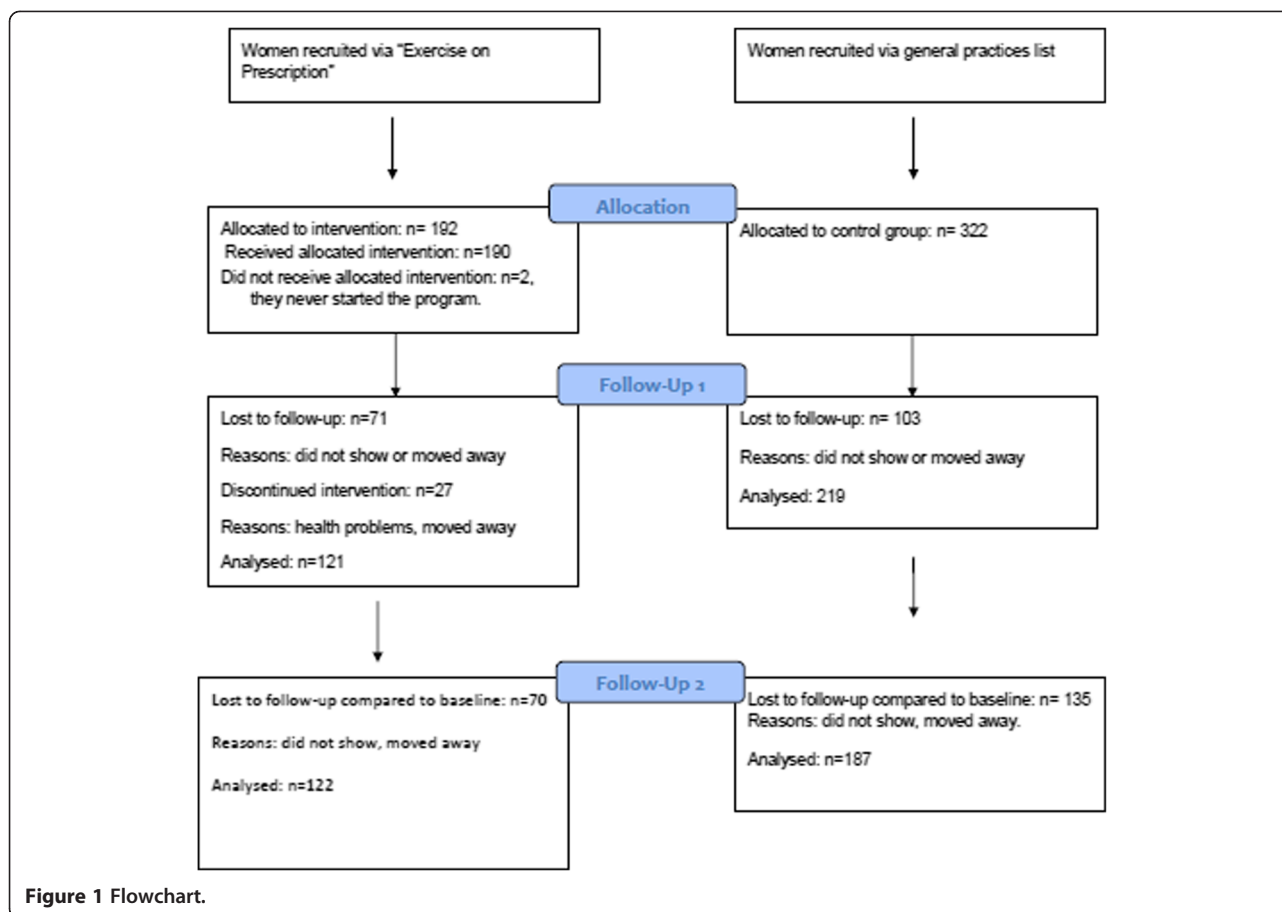 Women recruited via "Exercise on
Prescription"
Women recruited via general practices list
Allocation
Allocated to intervention: n= 192
Received allocated intervention: n=190
Did not receive allocated intervention: n=2,
they never started the program.
Allocated to control group: n= 322
Follow-Up 1
Lost to follow-up: n=71
Reasons: did not show or moved away
Discontinued intervention: n=27
Reasons: health problems, moved away
Analysed: n=121
Lost to follow-up: n= 103
Reasons: did not show or moved away
Analysed: 219
Follow-Up 2
Lost to follow-up compared to baseline: n=70
Reasons: did not show, moved away
Analysed: n=122
Lost to follow-up compared to baseline: n= 135
Reasons: did not show, moved away.
Analysed: n=187
Figure 1 Flowchart.